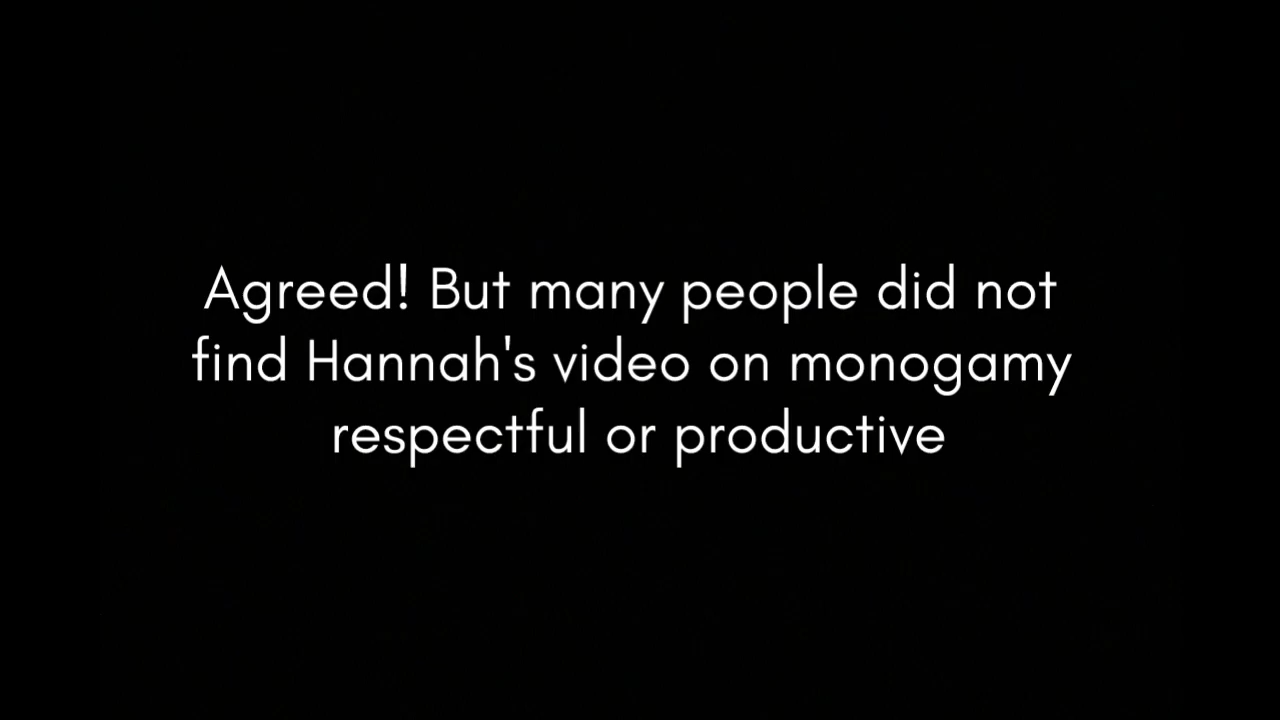 Agreed! But many people did not
find Hannah's video on monogamy
respectful or productive